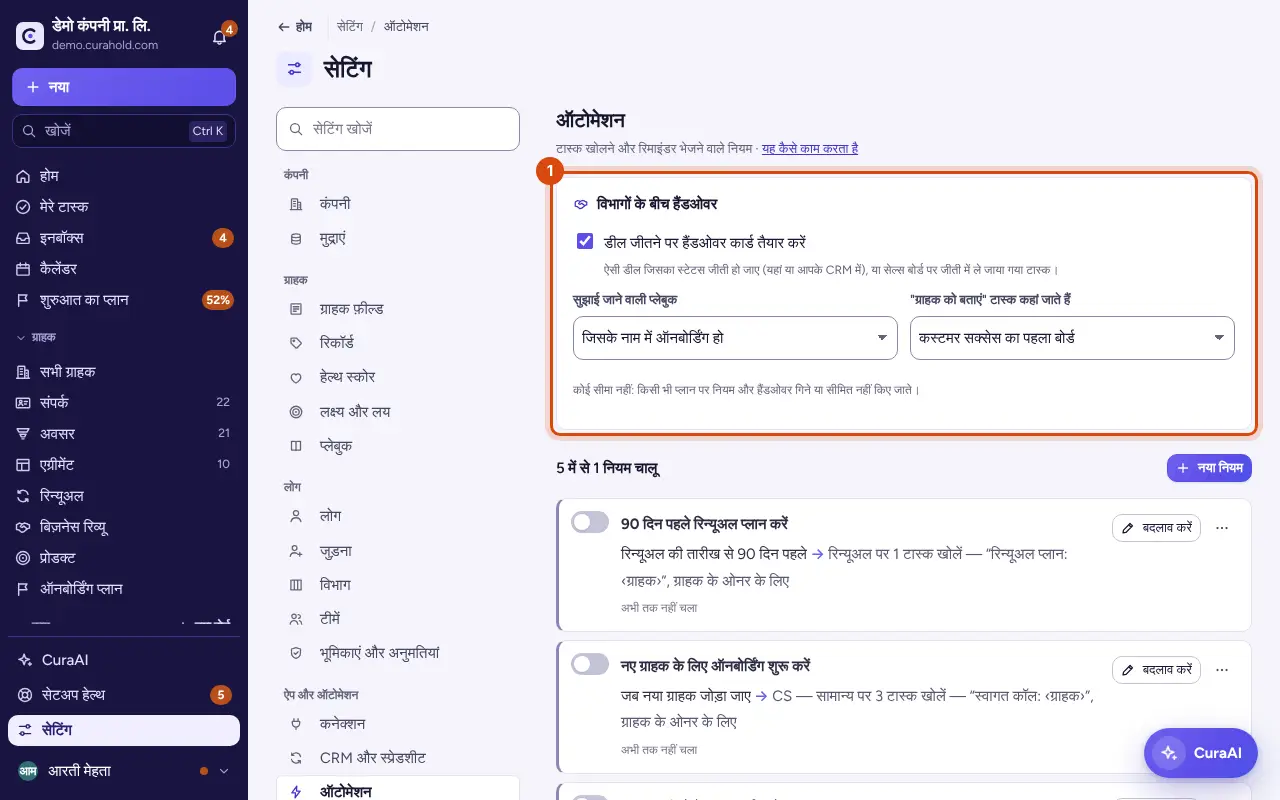 डेमो कंपनी प्रा. लि.
demo.curahold.com
4
नया
खोजें
Ctrl K
होम
मेरे टास्क
इनबॉक्स
4
कैलेंडर
शुरुआत का प्लान
52%
ग्राहक
सभी ग्राहक
संपर्क
22
अवसर
21
एग्रीमेंट
10
रिन्यूअल
बिज़नेस रिव्यू
प्रोडक्ट
ऑनबोर्डिंग प्लान
CuraAI
सेटअप हेल्थ
5
सेटिंग
आम
आरती मेहता
होम
सेटिंग / ऑटोमेशन
सेटिंग
सेटिंग खोजें
कंपनी
कंपनी
मुद्राएं
ग्राहक
ग्राहक फ़ील्ड
रिकॉर्ड
हेल्थ स्कोर
लक्ष्य और लय
प्लेबुक
लोग
लोग
जुड़ना
विभाग
टीमें
भूमिकाएं और अनुमतियां
ऐप और ऑटोमेशन
कनेक्शन
CRM और स्प्रेडशीट
ऑटोमेशन
ऑटोमेशन
टास्क खोलने और रिमाइंडर भेजने वाले नियम · यह कैसे काम करता है
1
विभागों के बीच हैंडओवर
डील जीतने पर हैंडओवर कार्ड तैयार करें
ऐसी डील जिसका स्टेटस जीती हो जाए (यहां या आपके CRM में), या सेल्स बोर्ड पर जीती में ले जाया गया टास्क।
सुझाई जाने वाली प्लेबुक
जिसके नाम में ऑनबोर्डिंग हो
"ग्राहक को बताएं" टास्क कहां जाते हैं
कस्टमर सक्सेस का पहला बोर्ड
कोई सीमा नहीं: किसी भी प्लान पर नियम और हैंडओवर गिने या सीमित नहीं किए जाते।
5 में से 1 नियम चालू
नया नियम
90 दिन पहले रिन्यूअल प्लान करें
बदलाव करें
रिन्यूअल की तारीख से 90 दिन पहले → रिन्यूअल पर 1 टास्क खोलें — “रिन्यूअल प्लान:
‹ग्राहक›”, ग्राहक के ओनर के लिए
अभी तक नहीं चला
नए ग्राहक के लिए ऑनबोर्डिंग शुरू करें
बदलाव करें
जब नया ग्राहक जोड़ा जाए → CS — सामान्य पर 3 टास्क खोलें — “स्वागत कॉल: ‹ग्राहक›”,
ग्राहक के ओनर के लिए
अभी तक नहीं चला
CuraAI